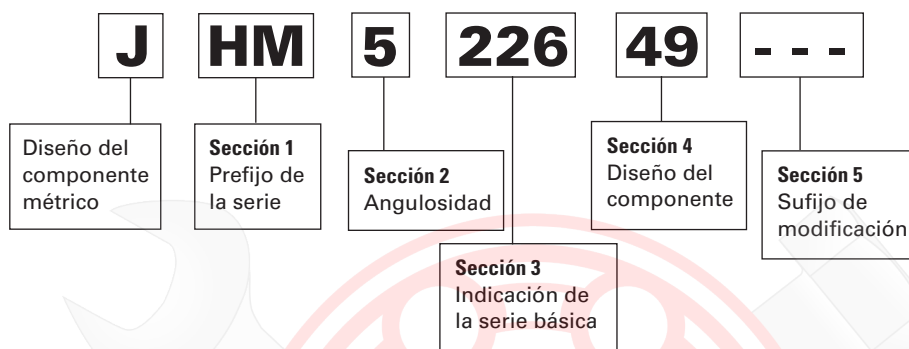 J HM 5 226 49 - - -
Diseño del
componente
métrico
Sección 1
Prefijo de
la serie
Sección 2
Angulosidad
Sección 3
Indicación de
la serie básica
Sección 4
Diseño del
componente
Sección 5
Sufijo de
modificación